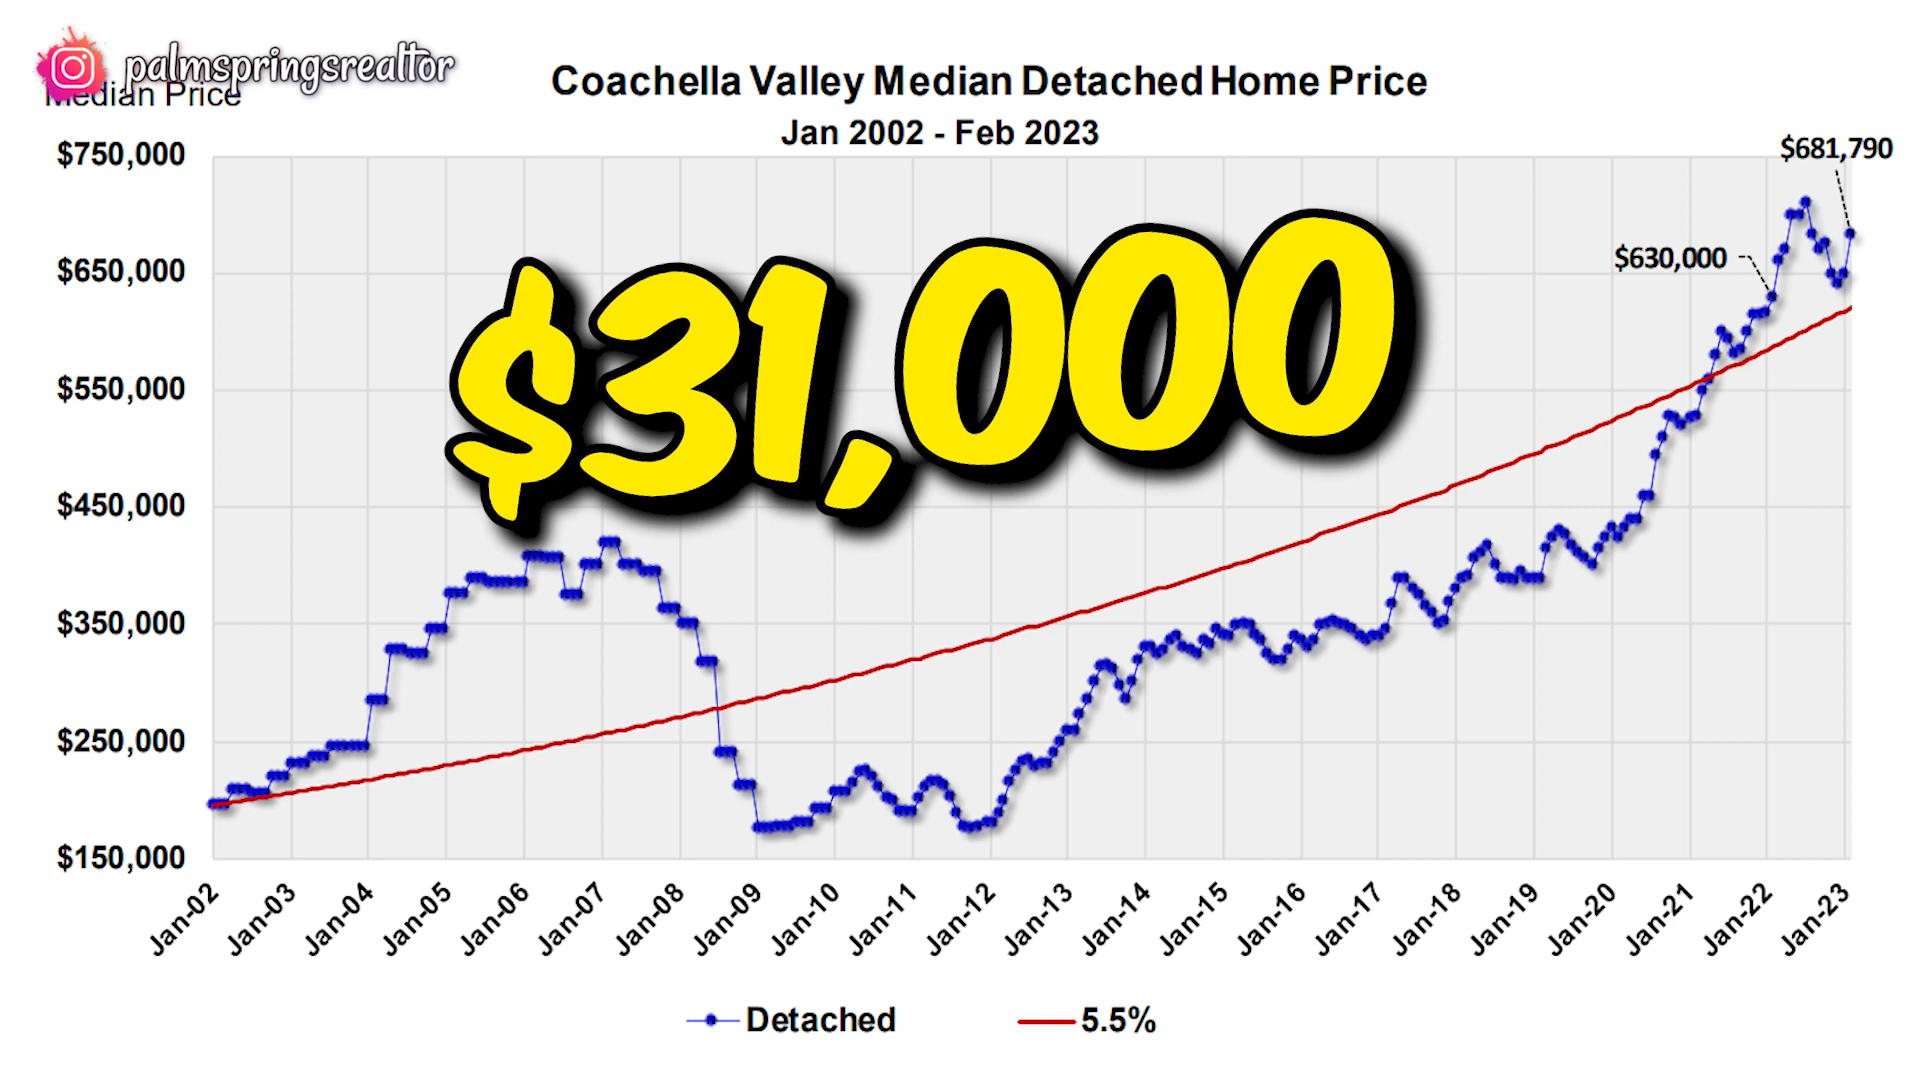 palmspringsrealtor
Median Price
Coachella Valley Median Detached Home Price
Jan 2002 - Feb 2023
$750,000
$650,000
$550,000
$450,000
$350,000
$250,000
$150,000
$681,790
$630,000
$31,000
Jan-02
Jan-03
Jan-04
Jan-05
Jan-06
Jan-07
Jan-08
Jan-09
Jan-10
Jan-11
Jan-12
Jan-13
Jan-14
Jan-15
Jan-16
Jan-17
Jan-18
Jan-19
Jan-20
Jan-21
Jan-22
Jan-23
Detached
5.5%